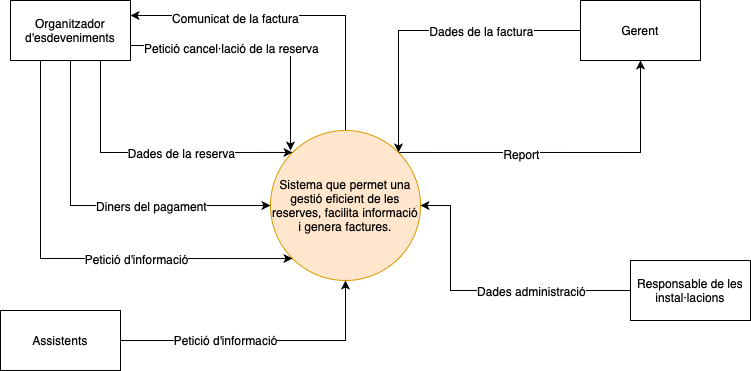 Organitzador
d'esdeveniments
Comunicat de la factura
Petició cancel·lació de la reserva
Dades de la factura
Gerent
Dades de la reserva
Report
Sistema que permet una
gestió eficient de les
reserves, facilita informació
i genera factures.
Diners del pagament
Petició d'informació
Dades administració
Responsable de les
instal·lacions
Assistents
Petició d'informació